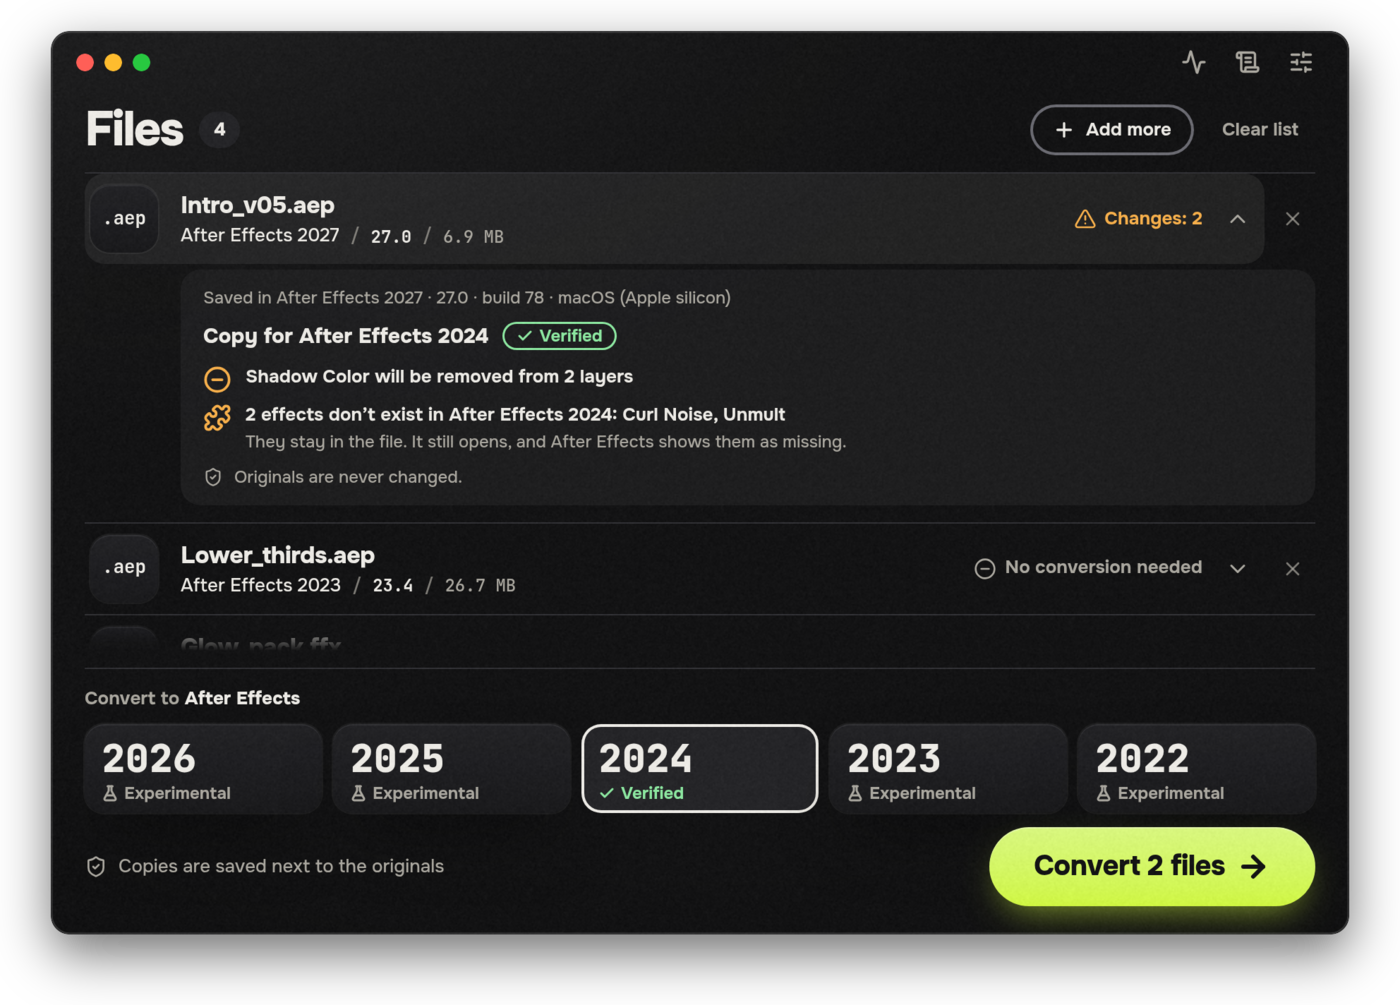 Files 4
+ Add more
Clear list
.aep
Intro_v05.aep
After Effects 2027 / 27.0 / 6.9 MB
Changes: 2
Saved in After Effects 2027 · 27.0 · build 78 · macOS (Apple silicon)
Copy for After Effects 2024
Verified
Shadow Color will be removed from 2 layers
2 effects don’t exist in After Effects 2024: Curl Noise, Unmult
They stay in the file. It still opens, and After Effects shows them as missing.
Originals are never changed.
.aep
Lower_thirds.aep
After Effects 2023 / 23.4 / 26.7 MB
No conversion needed
Glow_pack.ffx
Convert to After Effects
2026
Experimental
2025
Experimental
2024
Verified
2023
Experimental
2022
Experimental
Copies are saved next to the originals
Convert 2 files →